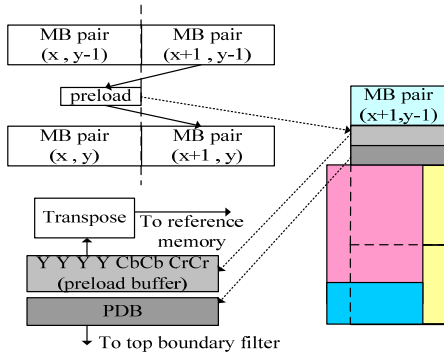 MB pair
(x , y-1)
MB pair
(x+1 , y-1)
preload
MB pair
(x , y)
MB pair
(x+1 , y)
MB pair
(x+1,y-1)
Transpose
To reference
memory
Y Y Y Y CbCb CrCr
(preload buffer)
PDB
To top boundary filter